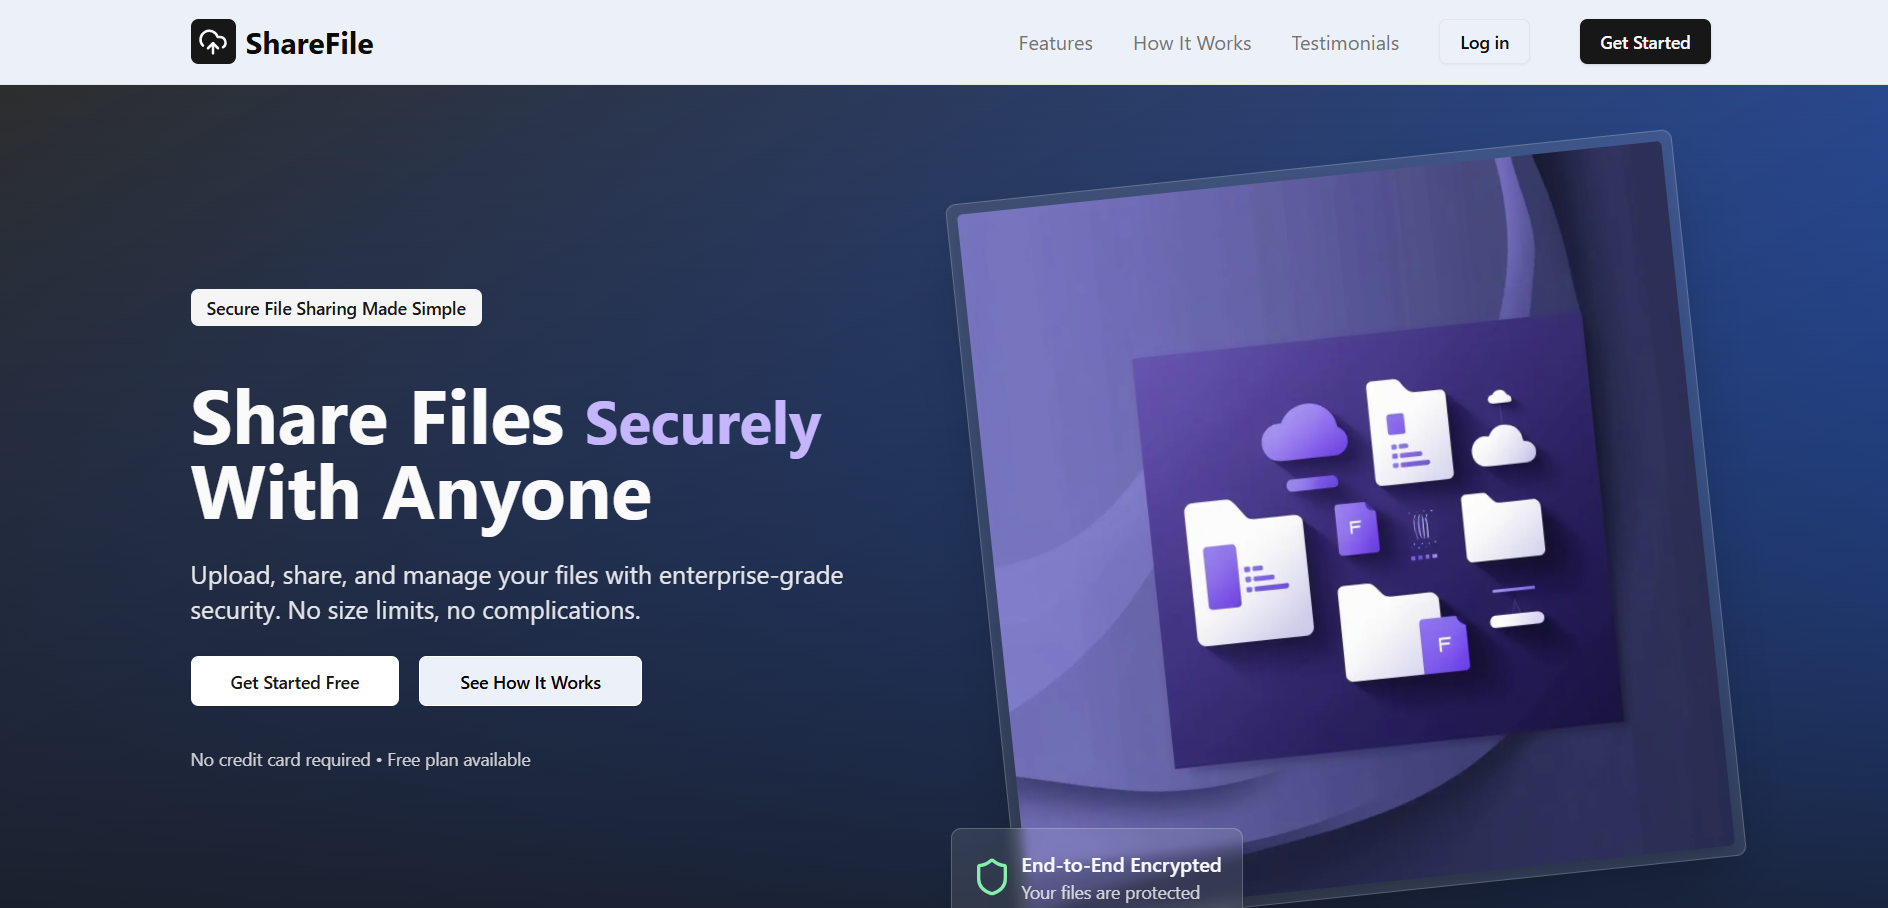 ShareFile
Features
How It Works
Testimonials
Log in
Get Started
Secure File Sharing Made Simple
Share Files Securely
With Anyone
Upload, share, and manage your files with enterprise-grade
security. No size limits, no complications.
Get Started Free
See How It Works
No credit card required • Free plan available
F
F
End-to-End Encrypted
Your files are protected